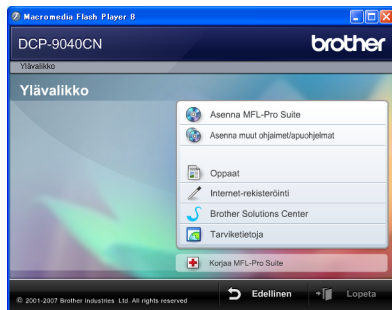 Macromedia Flash Player 8
DCP-9040CN
brother
Ylävalikko
Ylävalikko
Asenna MFL-Pro Suite
Asenna muut ohjaimet/apuohjelmat
Oppaat
Internet-rekisteröinti
Brother Solutions Center
Tarviketietoja
Korjaa MFL-Pro Suite
© 2001-2007 Brother Industries Ltd. All rights reserved
Edellinen
Lopeta